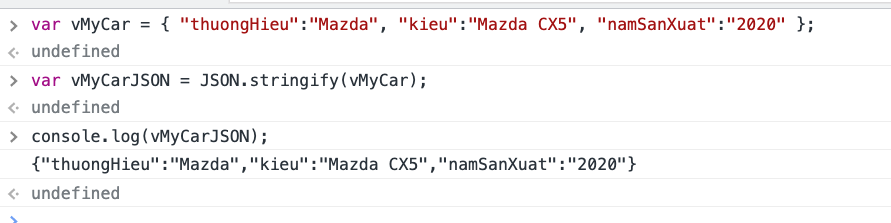 > var vMyCar = { "thuongHieu":"Mazda", "kieu":"Mazda CX5", "namSanXuat":"2020" };
<· undefined
> var vMyCarJSON = JSON.stringify(vMyCar);
<· undefined
> console.log(vMyCarJSON);
{"thuongHieu":"Mazda","kieu":"Mazda CX5","namSanXuat":"2020"}
<· undefined
>